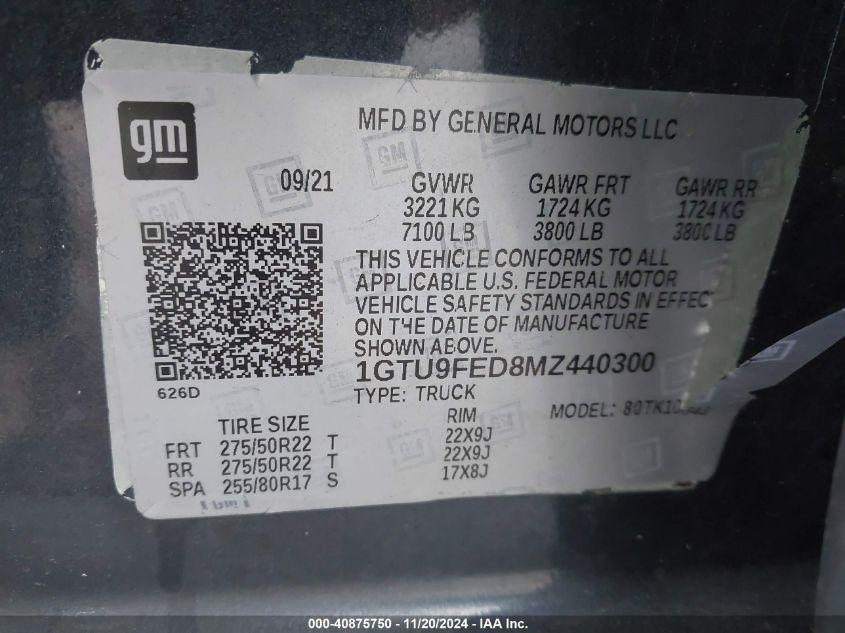 gm
MFD BY GENERAL MOTORS LLC
09/21 GVWR GAWR FRT GAWR RR
3221 KG 1724 KG 1724 KG
7100 LB 3800 LB 3800 LB
THIS VEHICLE CONFORMS TO ALL
APPLICABLE U.S. FEDERAL MOTOR
VEHICLE SAFETY STANDARDS IN EFFECT
ON THE DATE OF MANUFACTURE
SHOWN ABOVE.
1GTU9FED8MZ440300
626D
TYPE: TRUCK MODEL:
TIRE SIZE RIM
FRT 275/50R22 T 22X9J
RR 275/50R22 T 22X9J
SPA 255/80R17 S 17X8J
000-40875750 - 11/20/2024 - IAA Inc.